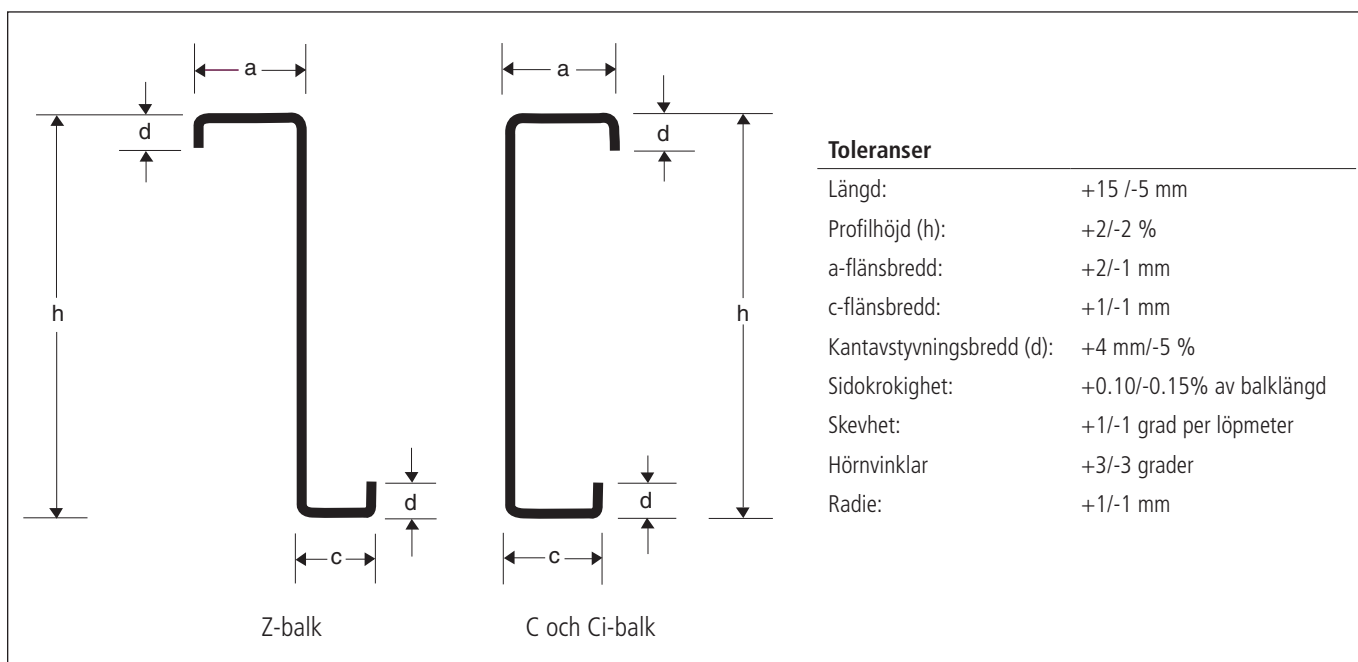 a
a
d
d
h
h
d
d
c
c
Z-balk
C och Ci-balk
Toleranser
Längd: +15 /-5 mm
Profilhöjd (h): +2/-2 %
a-flänsbredd: +2/-1 mm
c-flänsbredd: +1/-1 mm
Kantavstyvningsbredd (d): +4 mm/-5 %
Sidokrokighet: +0.10/-0.15% av balklängd
Skevhet: +1/-1 grad per löpmeter
Hörnvinklar +3/-3 grader
Radie: +1/-1 mm